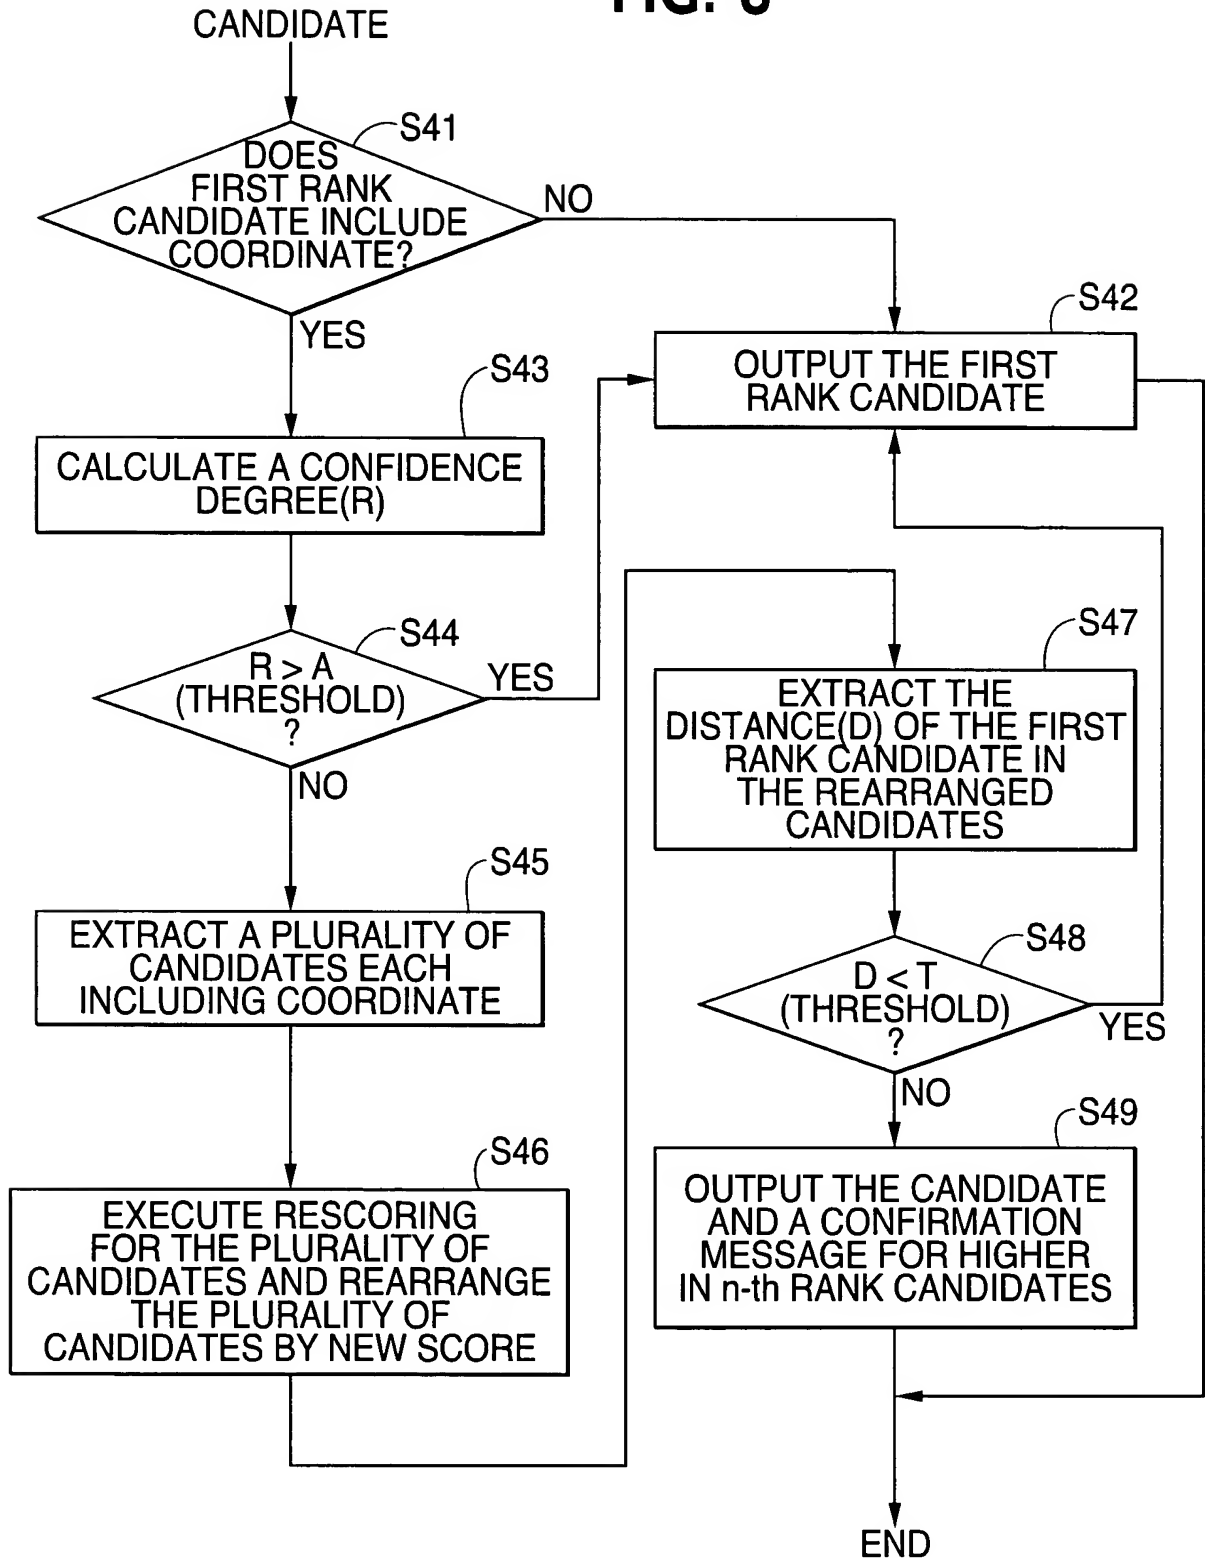 CANDIDATE
S41
DOES
FIRST RANK
CANDIDATE INCLUDE
COORDINATE?
NO
YES
S42
OUTPUT THE FIRST
RANK CANDIDATE
S43
CALCULATE A CONFIDENCE
DEGREE(R)
S44
R > A
(THRESHOLD)
?
YES
NO
S45
EXTRACT A PLURALITY OF
CANDIDATES EACH
INCLUDING COORDINATE
S46
EXECUTE RESCORING
FOR THE PLURALITY OF
CANDIDATES AND REARRANGE
THE PLURALITY OF
CANDIDATES BY NEW SCORE
S47
EXTRACT THE
DISTANCE(D) OF THE FIRST
RANK CANDIDATE IN
THE REARRANGED
CANDIDATES
S48
D < T
(THRESHOLD)
?
YES
NO
S49
OUTPUT THE CANDIDATE
AND A CONFIRMATION
MESSAGE FOR HIGHER
IN n-th RANK CANDIDATES
END